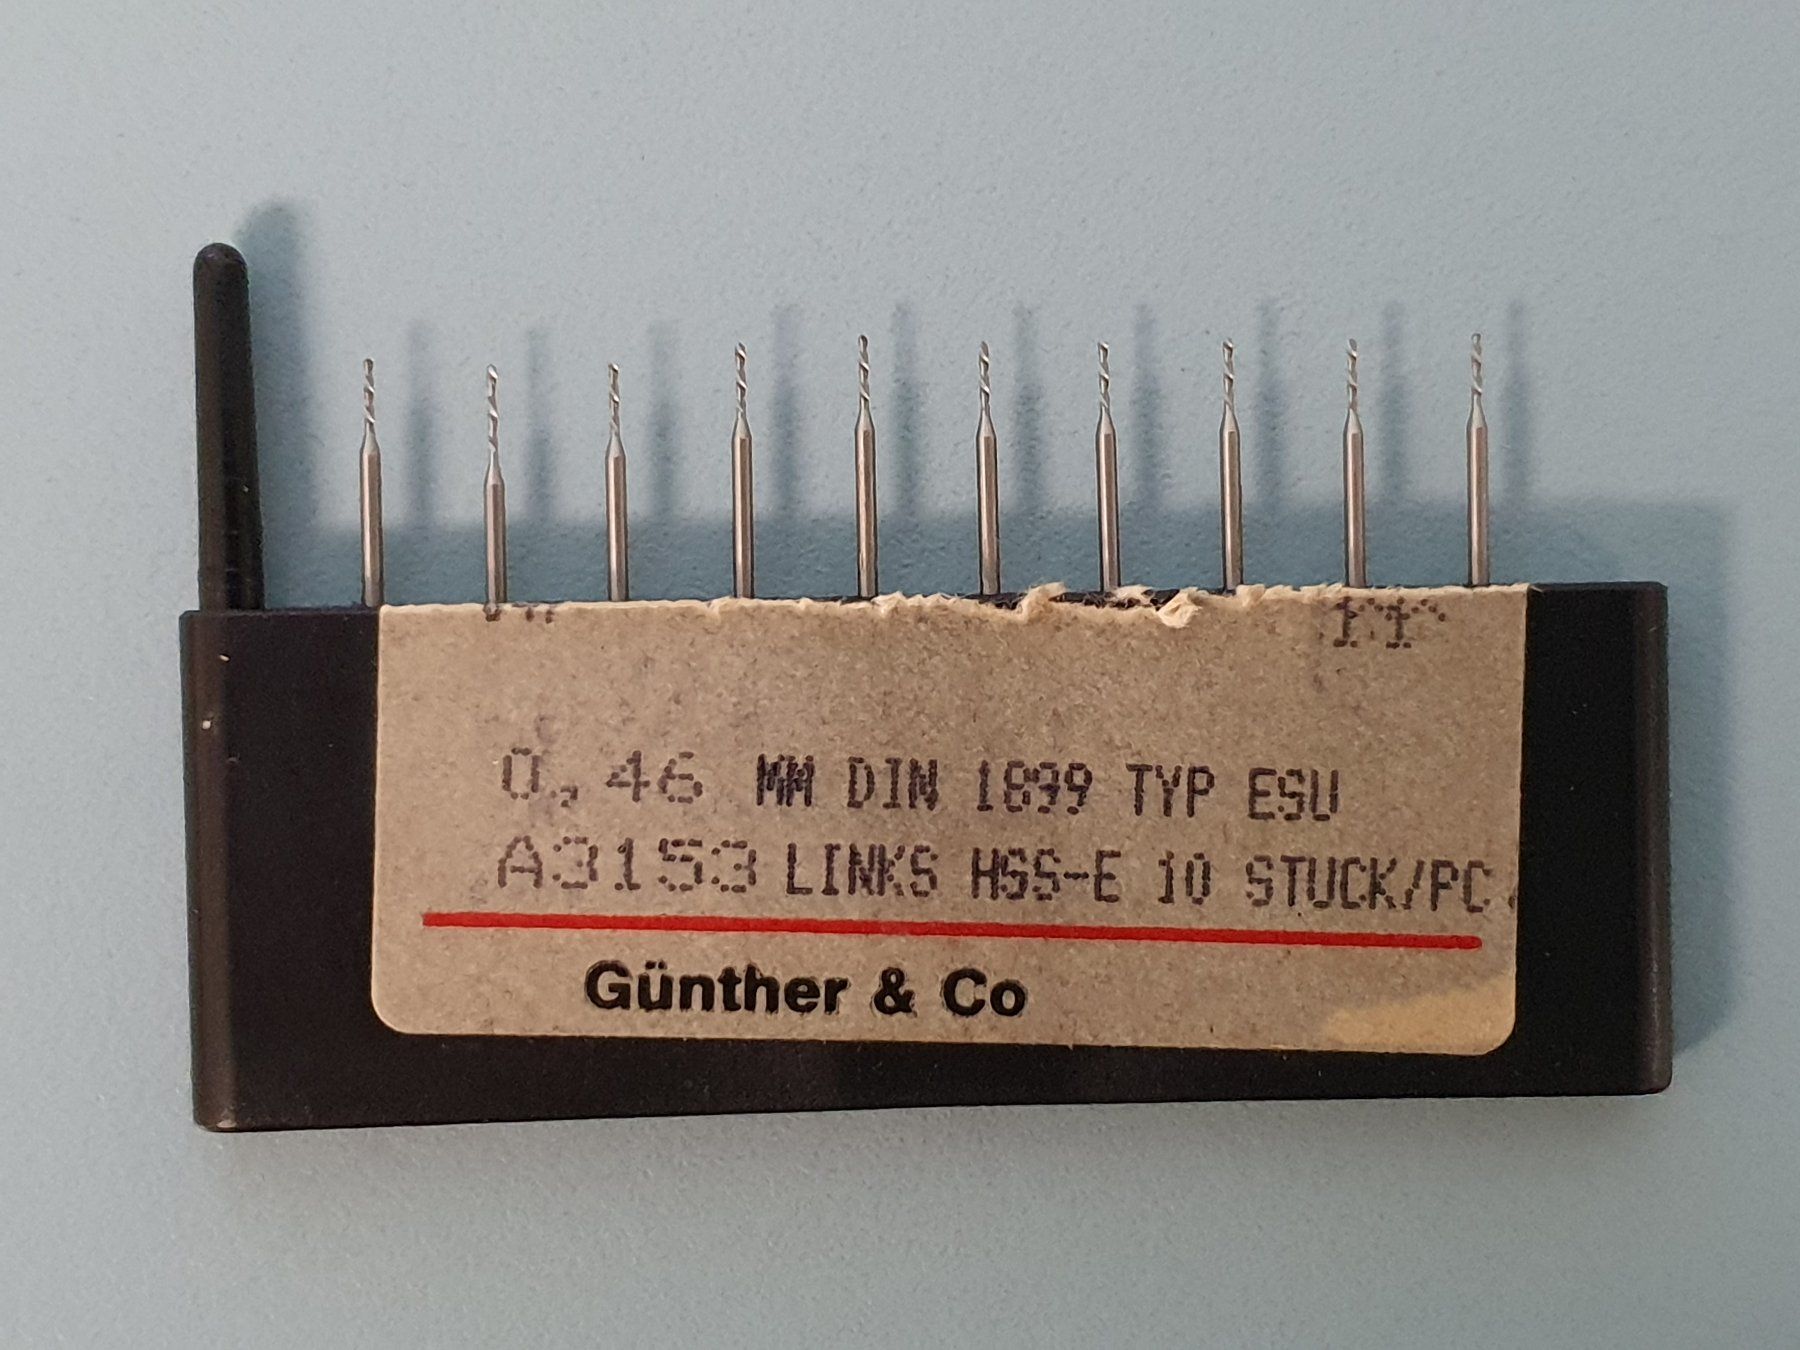 0,46 MM DIN 1899 TYP ESU
A3153 LINKS HSS-E 10 STUCK/PC.
Günther & Co